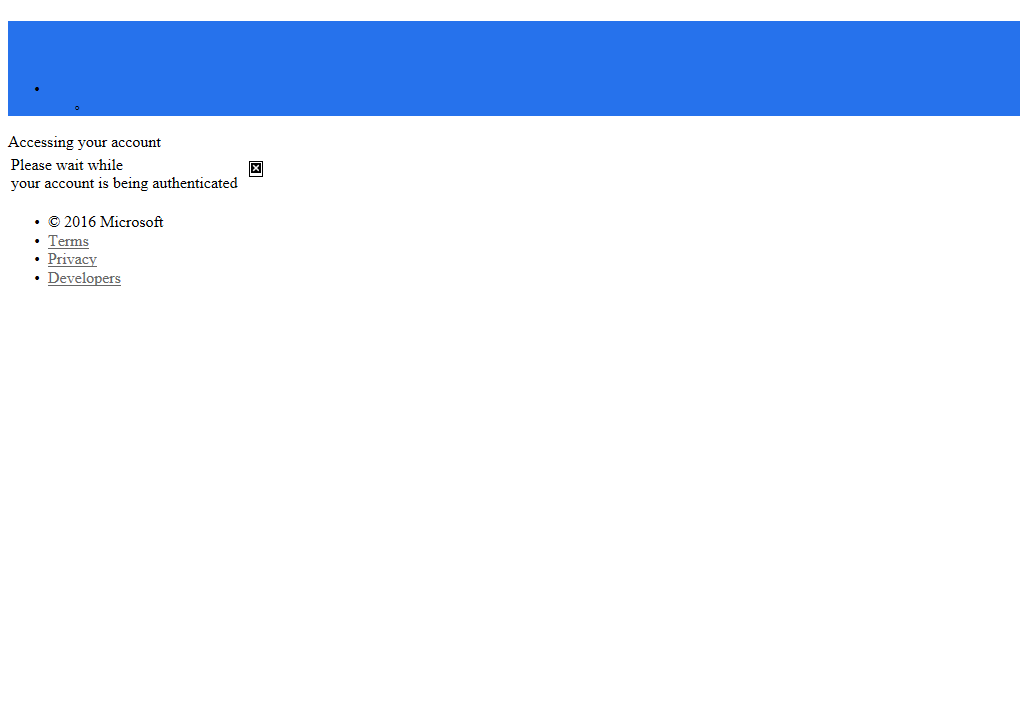 Accessing your account
Please wait while
your account is being authenticated
© 2016 Microsoft
Terms
Privacy
Developers